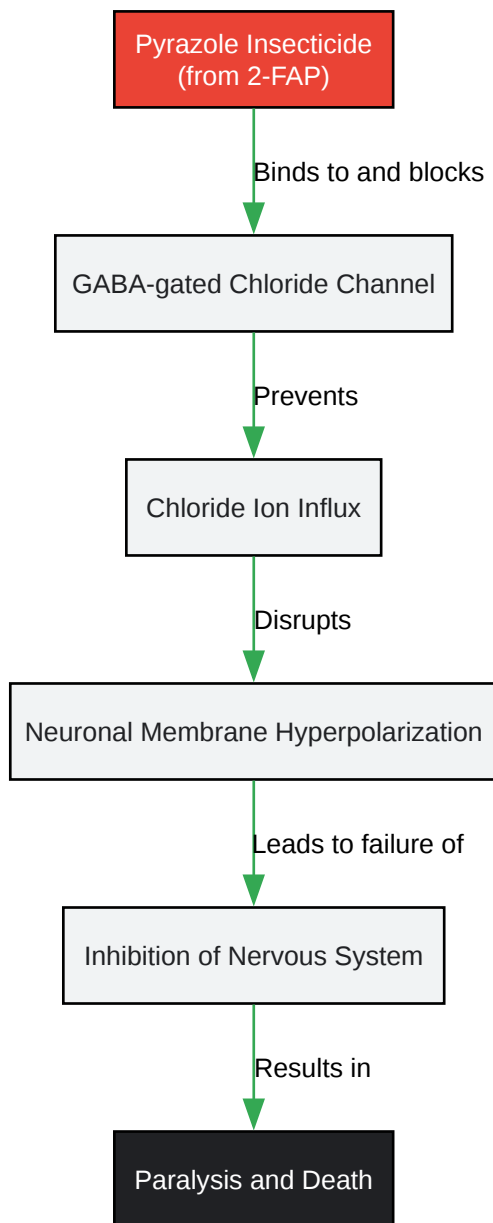 Pyrazole Insecticide
(from 2-FAP)
Binds to and blocks
GABA-gated Chloride Channel
Prevents
Chloride Ion Influx
Disrupts
Neuronal Membrane Hyperpolarization
Leads to failure of
Inhibition of Nervous System
Results in
Paralysis and Death